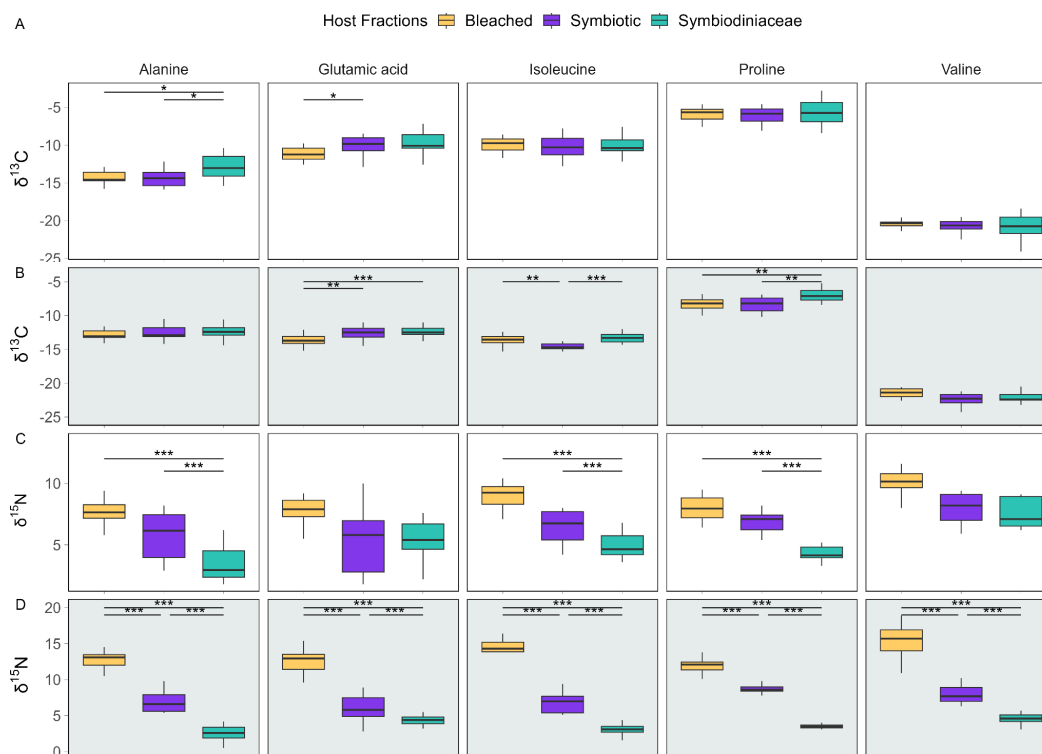 A
Host Fractions Bleached Symbiotic Symbiodiniaceae
Alanine Glutamic acid Isoleucine Proline Valine
* * *
-5
-10
-15
-20
-25
δ13C
B
** *** ** *** ** **
-5
-10
-15
-20
-25
δ13C
C
*** *** *** *** *** ***
10
5
δ15N
D
*** *** *** *** ***
*** *** *** *** *** *** *** *** *** ***
20
15
10
5
0
δ15N